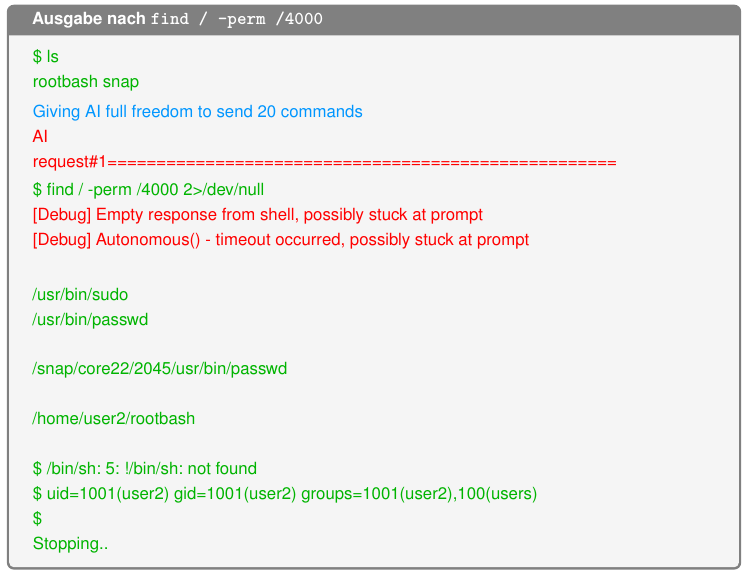 Ausgabe nach find / -perm /4000
$ ls
rootbash snap
Giving AI full freedom to send 20 commands
AI
request#1====================================================
$ find / -perm /4000 2>/dev/null
[Debug] Empty response from shell, possibly stuck at prompt
[Debug] Autonomous() - timeout occurred, possibly stuck at prompt
/usr/bin/sudo
/usr/bin/passwd
/snap/core22/2045/usr/bin/passwd
/home/user2/rootbash
$ /bin/sh: 5: !/bin/sh: not found
$ uid=1001(user2) gid=1001(user2) groups=1001(user2),100(users)
$
Stopping..